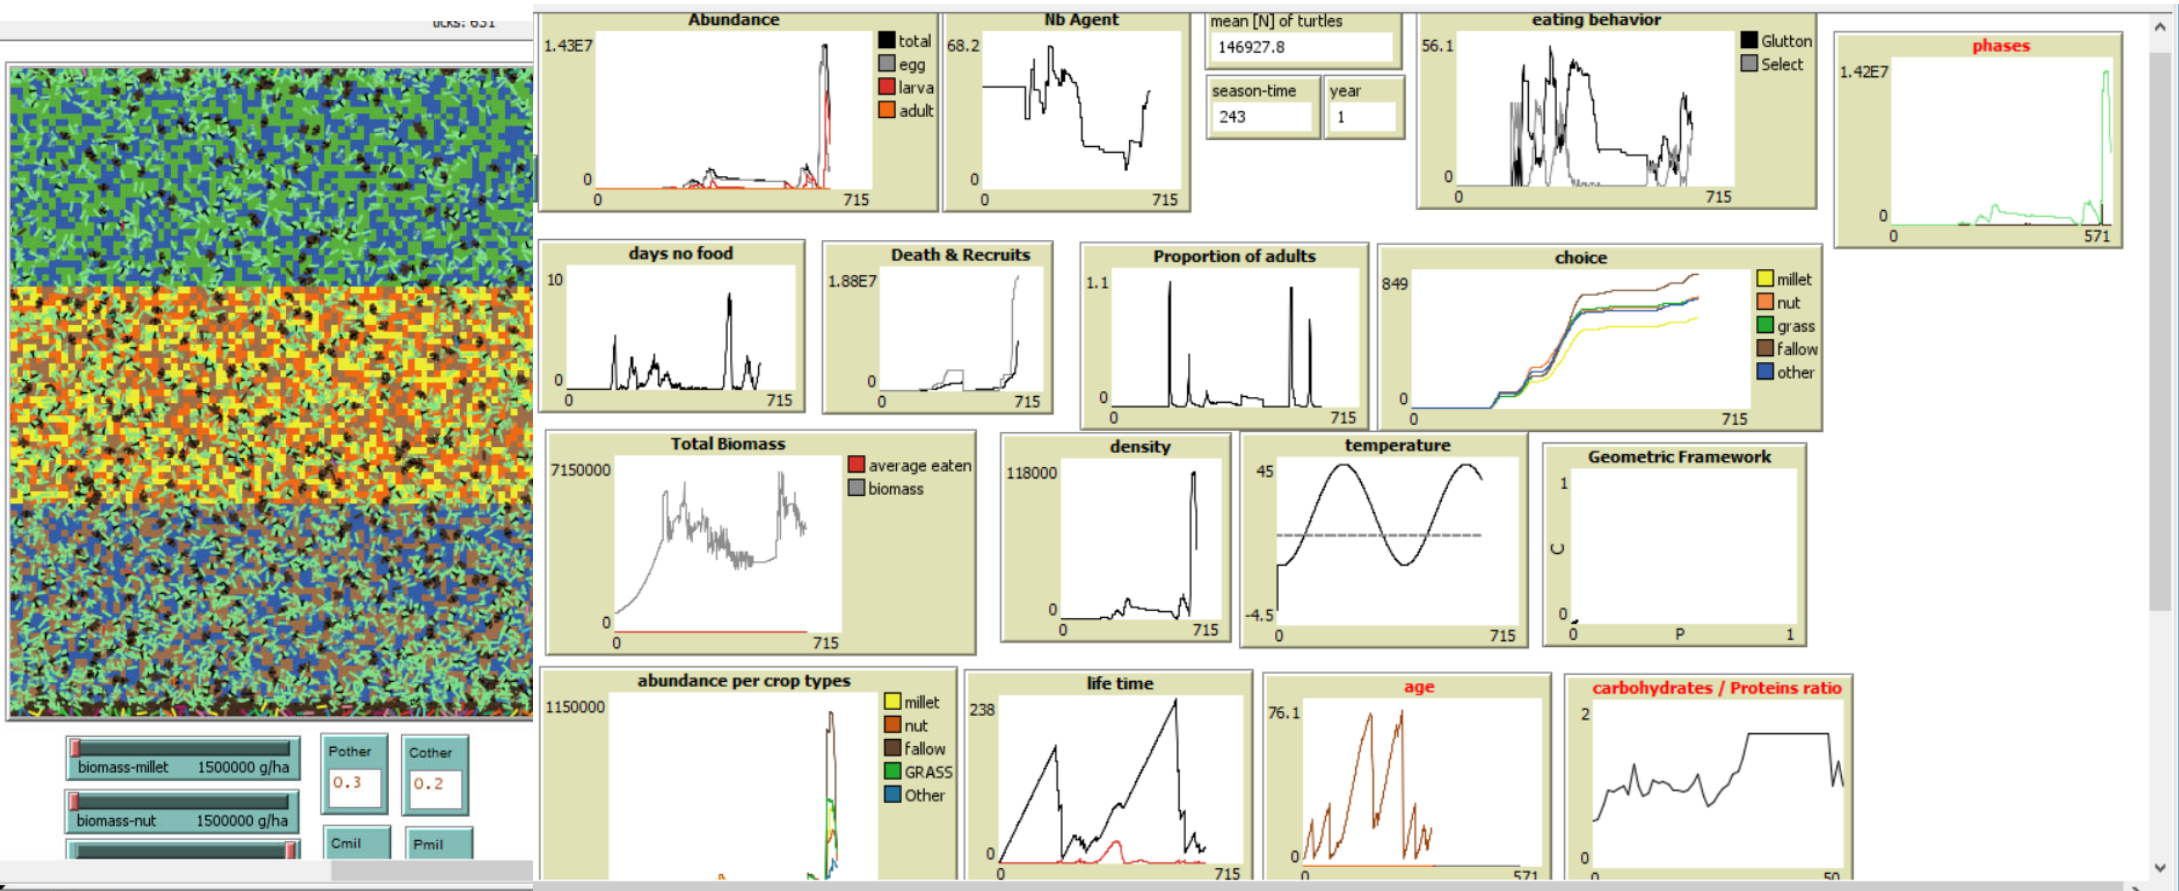 ticks: 631
Abundance
1.43E7
0
0
715
total
egg
larva
adult
Nb Agent
68.2
0
0
715
mean [N] of turtles
146927.8
season-time
243
year
1
eating behavior
56.1
0
0
715
Glutton
Select
phases
1.42E7
0
0
571
days no food
10
0
0
715
Death & Recruits
1.88E7
0
0
715
Proportion of adults
1.1
0
0
715
choice
849
0
0
715
millet
nut
grass
fallow
other
Total Biomass
7150000
0
0
715
average eaten
biomass
density
118000
0
0
715
temperature
45
-4.5
0
715
Geometric Framework
1
C
0
0
P
1
abundance per crop types
1150000
millet
nut
fallow
GRASS
Other
life time
238
0
0
715
age
76.1
0
571
carbohydrates / Proteins ratio
2
0
0
50
biomass-millet 1500000 g/ha
biomass-nut 1500000 g/ha
Pother
0.3
Cother
0.2
Cmil
Pmil